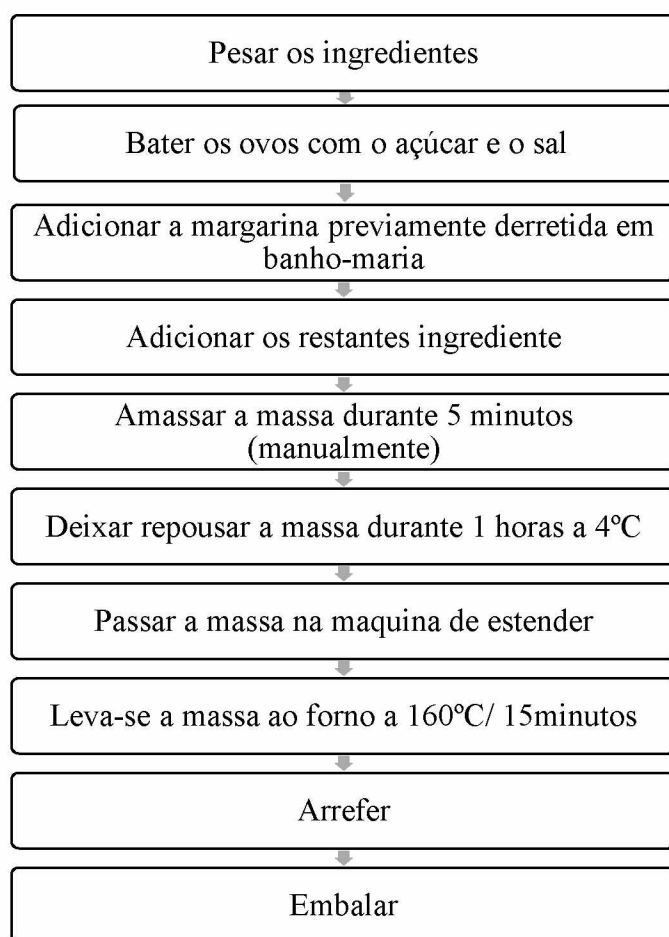 Pesar os ingredientes
Bater os ovos com o açúcar e o sal
Adicionar a margarina previamente derretida em
banho-maria
Adicionar os restantes ingrediente
Amassar a massa durante 5 minutos
(manualmente)
Deixar repousar a massa durante 1 horas a 4ºC
Passar a massa na maquina de estender
Leva-se a massa ao forno a 160ºC/ 15minutos
Arrefer
Embalar